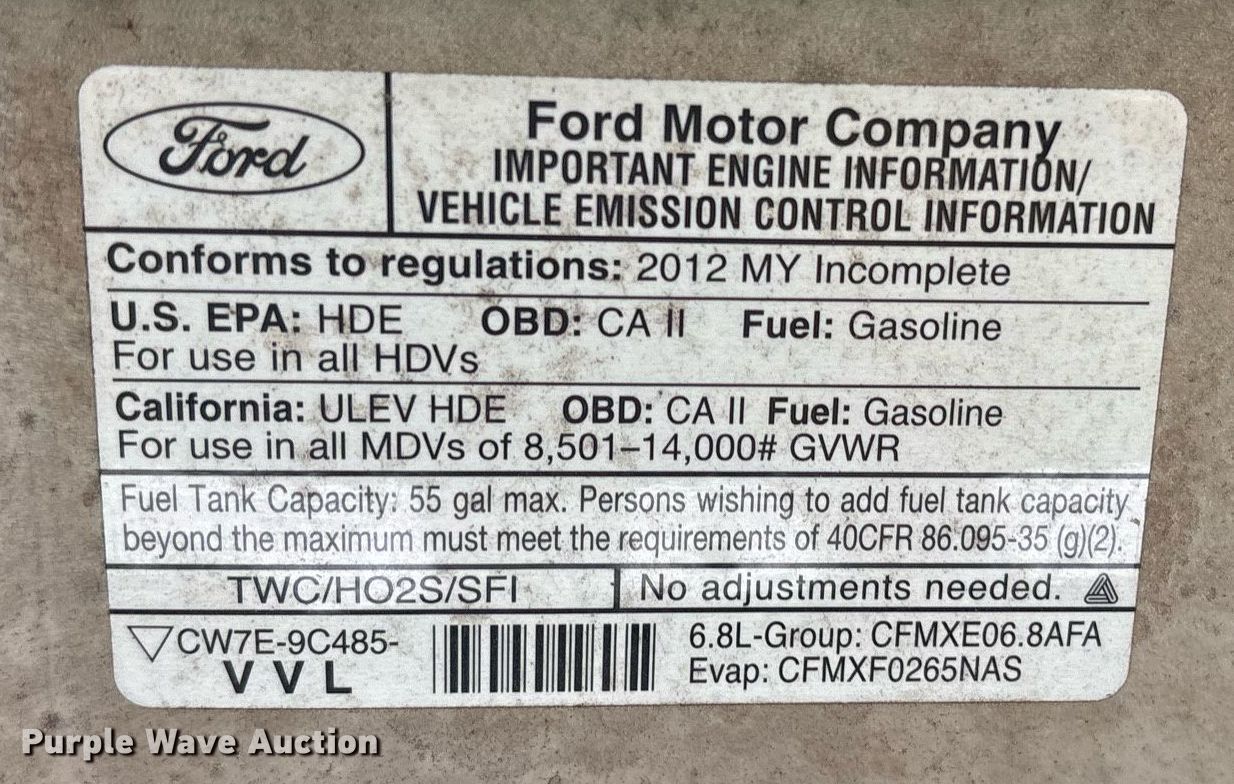 Ford
Ford Motor Company
IMPORTANT ENGINE INFORMATION/
VEHICLE EMISSION CONTROL INFORMATION
Conforms to regulations: 2012 MY Incomplete
U.S. EPA: HDE OBD: CA II Fuel: Gasoline
For use in all HDVs
California: ULEV HDE OBD: CA II Fuel: Gasoline
For use in all MDVs of 8,501–14,000# GVWR
Fuel Tank Capacity: 55 gal max. Persons wishing to add fuel tank capacity
beyond the maximum must meet the requirements of 40CFR 86.095-35 (g)(2).
TWC/HO2S/SFI No adjustments needed.
CW7E-9C485-
VVL
6.8L-Group: CFMXE06.8AFA
Evap: CFMXF0265NAS
Purple Wave Auction